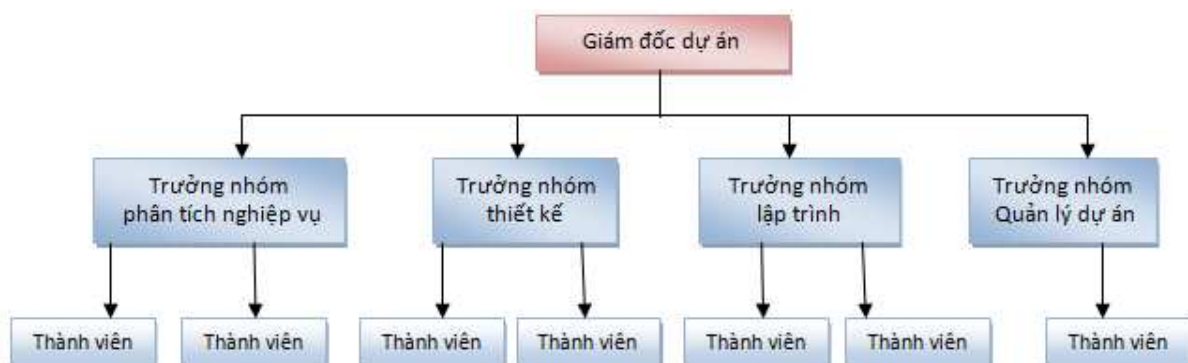 Giám đốc dự án
Trưởng nhóm
phân tích nghiệp vụ
Trưởng nhóm
thiết kế
Trưởng nhóm
lập trình
Trưởng nhóm
Quản lý dự án
Thành viên
Thành viên
Thành viên
Thành viên
Thành viên
Thành viên
Thành viên